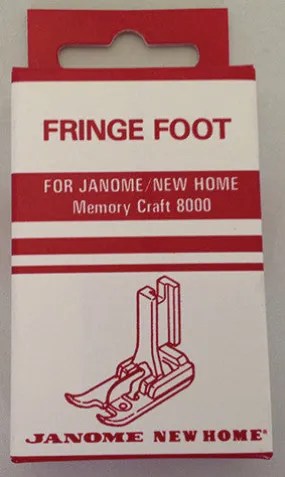 FRINGE FOOT
FOR JANOME/NEW HOME
Memory Craft 8000
JANOME NEW HOME®